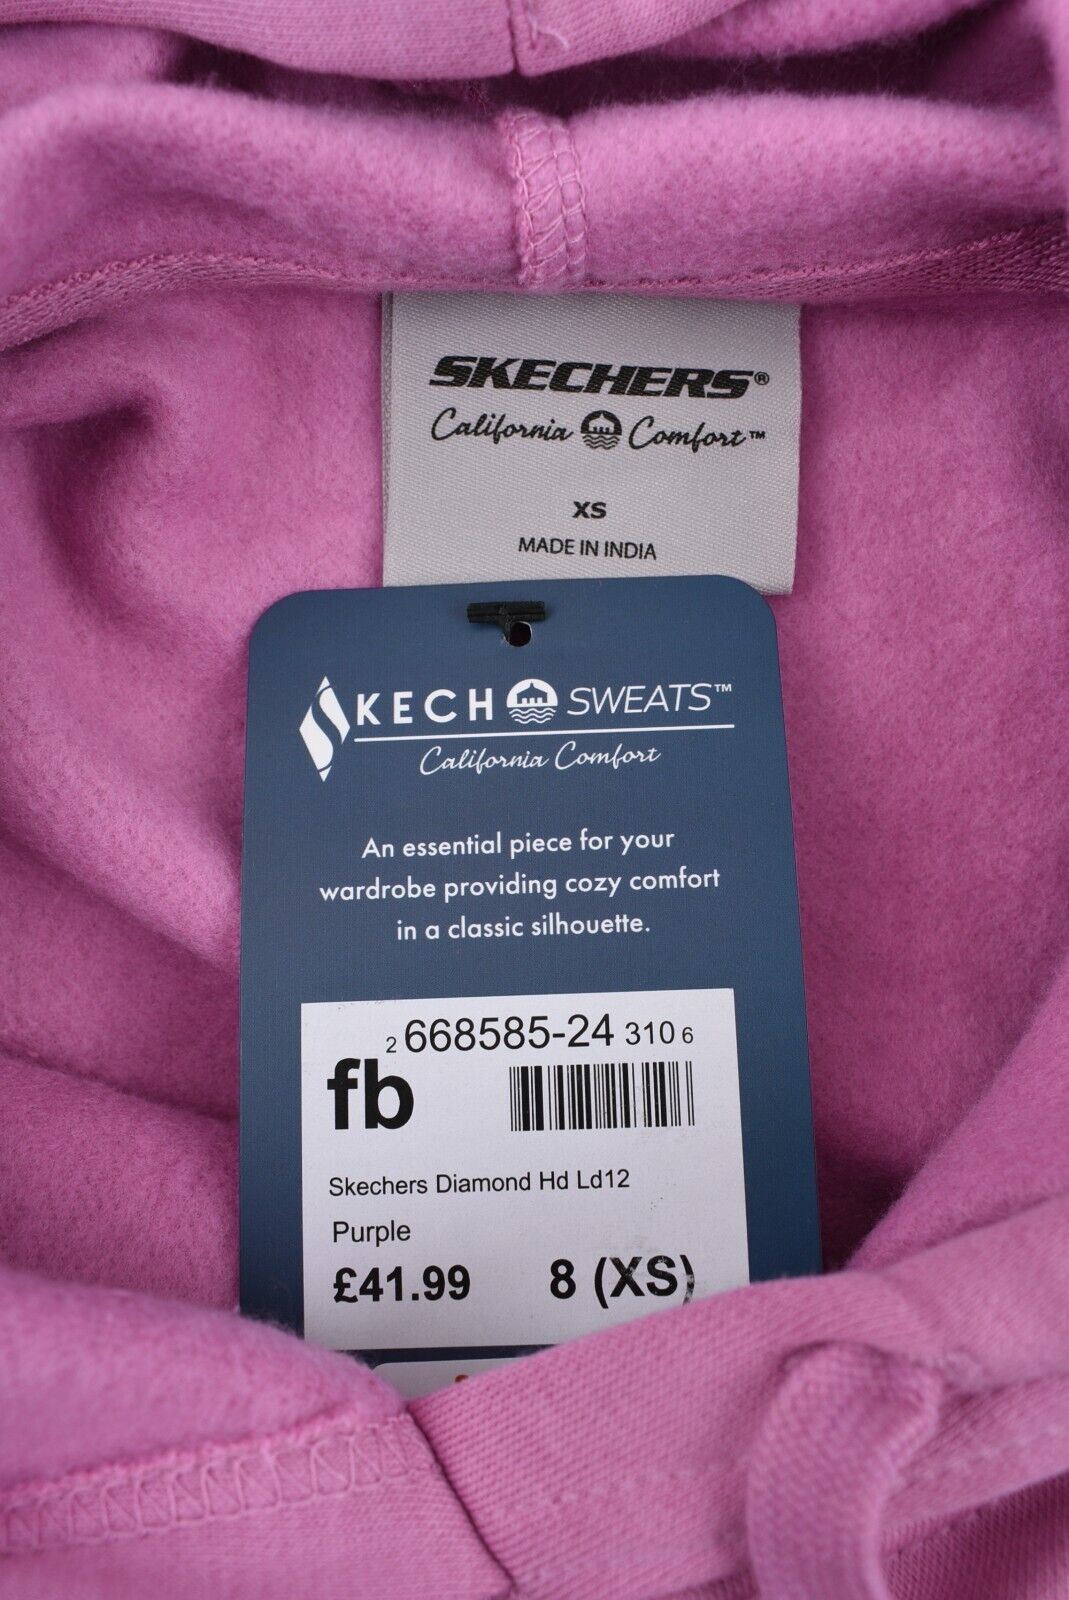 SKECHERS®
California Comfort™
XS
MADE IN INDIA
SKECH SWEATS™
California Comfort
An essential piece for your
wardrobe providing cozy comfort
in a classic silhouette.
2 668585-24 310 6
fb
Skechers Diamond Hd Ld12
Purple
£41.99 8 (XS)